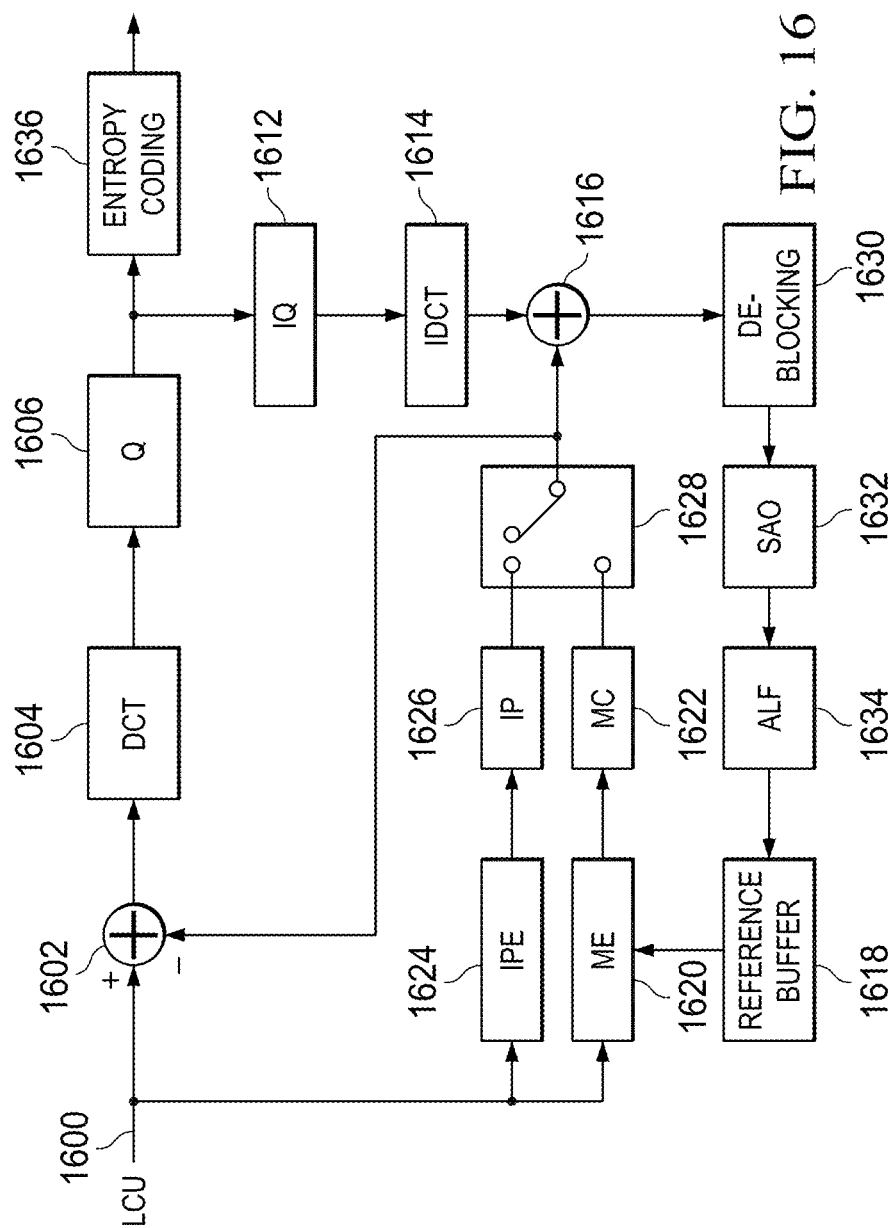 LCU
1600
+
−
1602
DCT
1604
Q
1606
ENTROPY
CODING
1636
IQ
1612
IDCT
1614
1616
IPE
1624
IP
1626
ME
1620
MC
1622
1628
REFERENCE
BUFFER
1618
ALF
1634
SAO
1632
DE-
BLOCKING
1630
FIG. 16